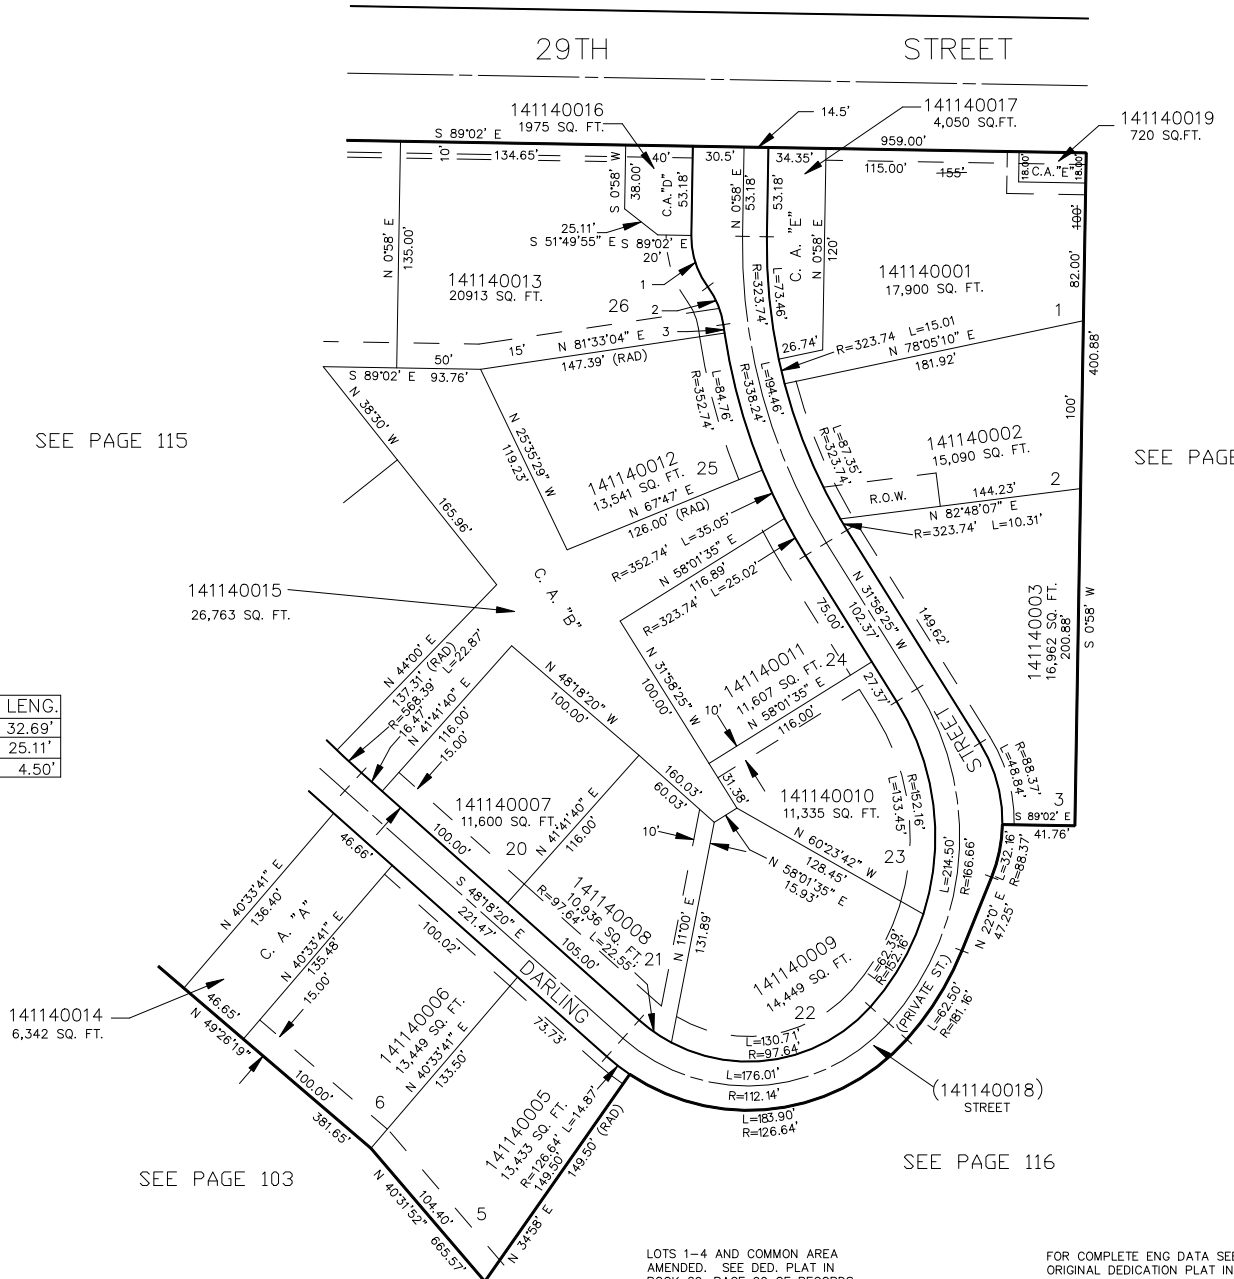 29TH STREET
141140016
1975 SQ. FT.
14.5'
141140017
4,050 SQ.FT.
141140019
720 SQ.FT.
S 89°02' E
959.00'
10'
134.65'
40'
30.5'
34.35'
115.00'
155'
18.00'
C.A."E"
18.00'
S 0°58' W
38.00'
C.A."D"
53.18'
N 0°58' E
53.18'
53.18'
C. A. "E"
N 0°58' E
120'
N 0°58' E
135.00'
25.11'
S 51°49'55" E
S 89°02' E
20'
100'
82.00'
141140013
20913 SQ. FT.
26
1
2
3
R=323.74'
L=73.46'
141140001
17,900 SQ. FT.
1
N 81°33'04" E
147.39' (RAD)
15'
50'
S 89°02' E 93.76'
26.74'
R=323.74 L=15.01
N 78°05'10" E
181.92'
400.88'
N 38°30' W
165.96'
L=84.76'
R=352.74'
R=338.24'
L=194.46'
L=87.35'
R=323.74'
SEE PAGE 115
N 25°35'29" W
119.23'
141140012
13,541 SQ. FT.
25
N 67°47' E
126.00' (RAD)
141140002
15,090 SQ. FT.
100'
2
SEE PAGE
R.O.W.
144.23'
N 82°48'07" E
R=323.74' L=10.31'
R=352.74' L=35.05'
N 58°01'35" E
116.89'
R=323.74' L=25.02'
C. A. "B"
141140015
26,763 SQ. FT.
N 31°58'25" W
102.37'
149.62'
75.00'
141140003
16,962 SQ. FT.
200.88'
S 0°58' W
N 44°00' E
137.31' (RAD)
R=568.39' L=22.87'
16.47'
N 41°41'40" E
116.00'
15.00'
N 48°18'20" W
100.00'
N 31°58'25" W
100.00'
141140011
11,607 SQ. FT.
24
N 58°01'35" E
116.00'
10'
27.37'
STREET
LENG.
32.69'
25.11'
4.50'
R=88.37'
L=48.84'
3
S 89°02' E
41.76'
160.03'
60.03'
31.38'
141140010
11,335 SQ. FT.
R=152.16'
L=133.45'
141140007
11,600 SQ. FT.
20
N 41°41'40" E
116.00'
10'
N 60°23'42" W
128.45'
23
N 58°01'35" E
15.93'
L=214.50'
R=166.66'
L=32.16'
R=88.37'
N 22°0' E
47.25'
46.66'
100.00'
S 48°18'20" E
221.47'
N 40°33'41" E
136.40'
C. A. "A"
N 40°33'41" E
135.48'
15.00'
100.02'
141140008
10,936 SQ. FT.
R=97.64' L=22.55'
21
105.00'
N 11°00' E
131.89'
141140009
14,449 SQ. FT.
22
L=62.39'
R=152.16'
DARLING
(PRIVATE ST.)
L=62.50'
R=181.16'
141140014
6,342 SQ. FT.
46.65'
N 49°26'19"
141140006
13,449 SQ. FT.
N 40°33'41" E
133.50'
73.73'
L=130.71'
R=97.64'
L=176.01'
R=112.14'
L=183.90'
R=126.64'
(141140018)
STREET
100.00'
381.65'
6
141140005
13,433 SQ. FT.
R=126.64' L=14.87'
149.50'
149.50' (RAD)
N 34°58' E
SEE PAGE 103
SEE PAGE 116
N 40°31'52"
104.40'
665.57'
5
LOTS 1-4 AND COMMON AREA
AMENDED. SEE DED. PLAT IN
FOR COMPLETE ENG DATA SEE
ORIGINAL DEDICATION PLAT IN